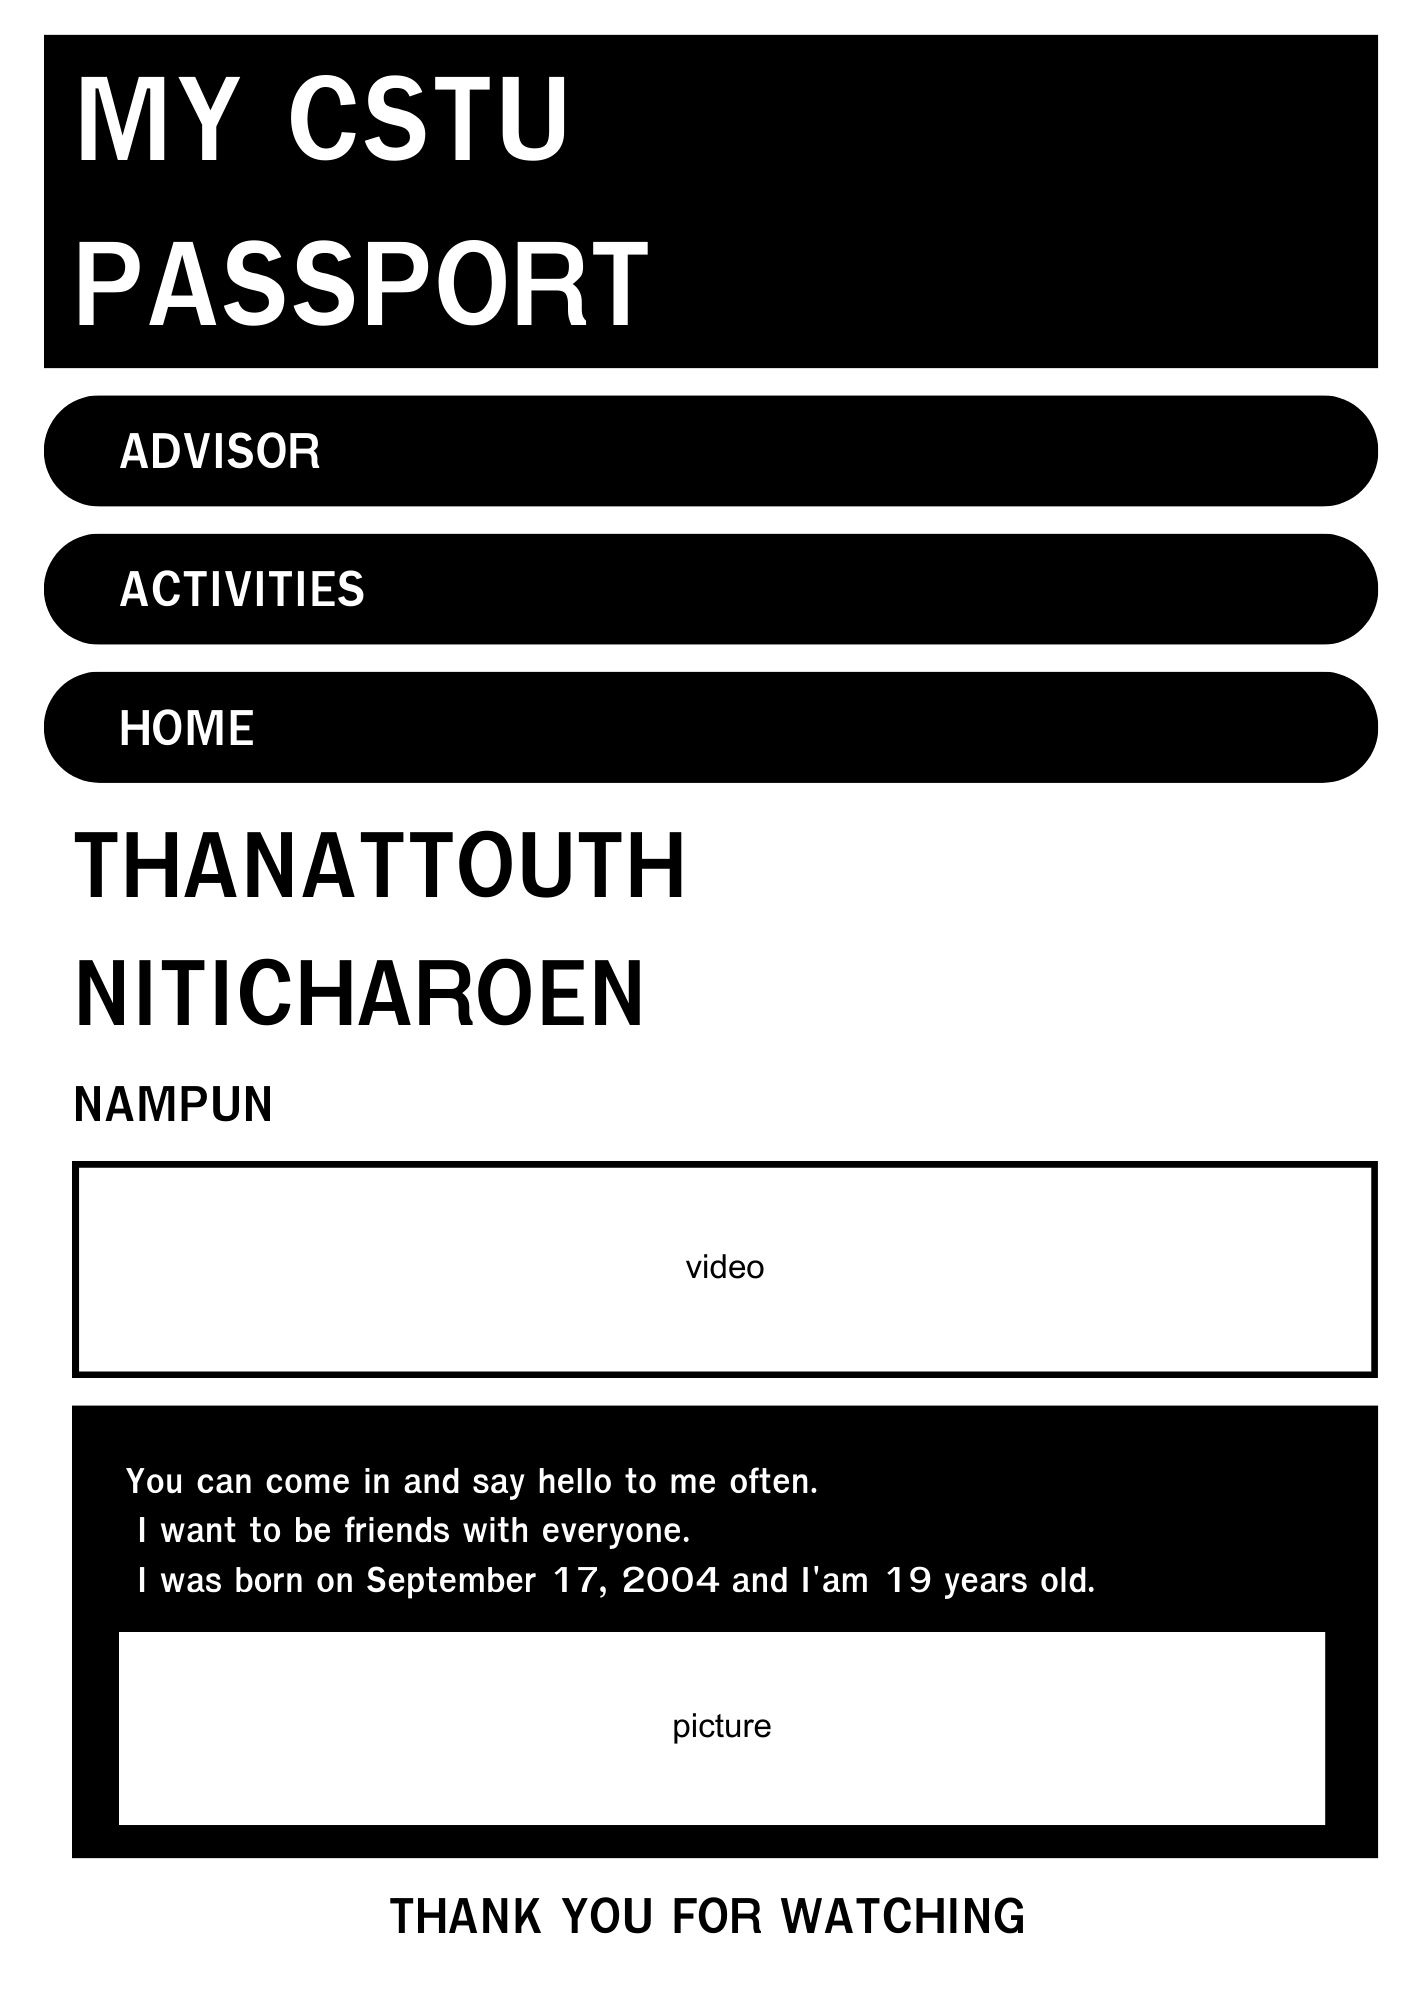 MY CSTU
PASSPORT
ADVISOR
ACTIVITIES
HOME
THANATTOUTH
NITICHAROEN
NAMPUN
video
You can come in and say hello to me often.
I want to be friends with everyone.
I was born on September 17, 2004 and I'am 19 years old.
picture
THANK YOU FOR WATCHING